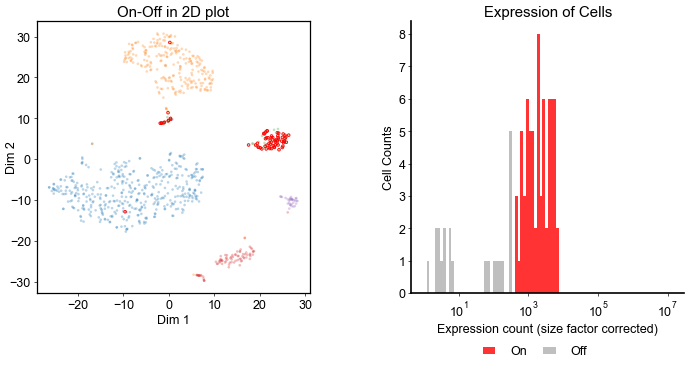 On-Off in 2D plot
30
20
10
0
−10
−20
−30
Dim 2
−20 −10 0 10 20 30
Dim 1
Expression of Cells
8
7
6
5
4
3
2
1
0
Cell Counts
10^1 10^3 10^5 10^7
Expression count (size factor corrected)
On Off